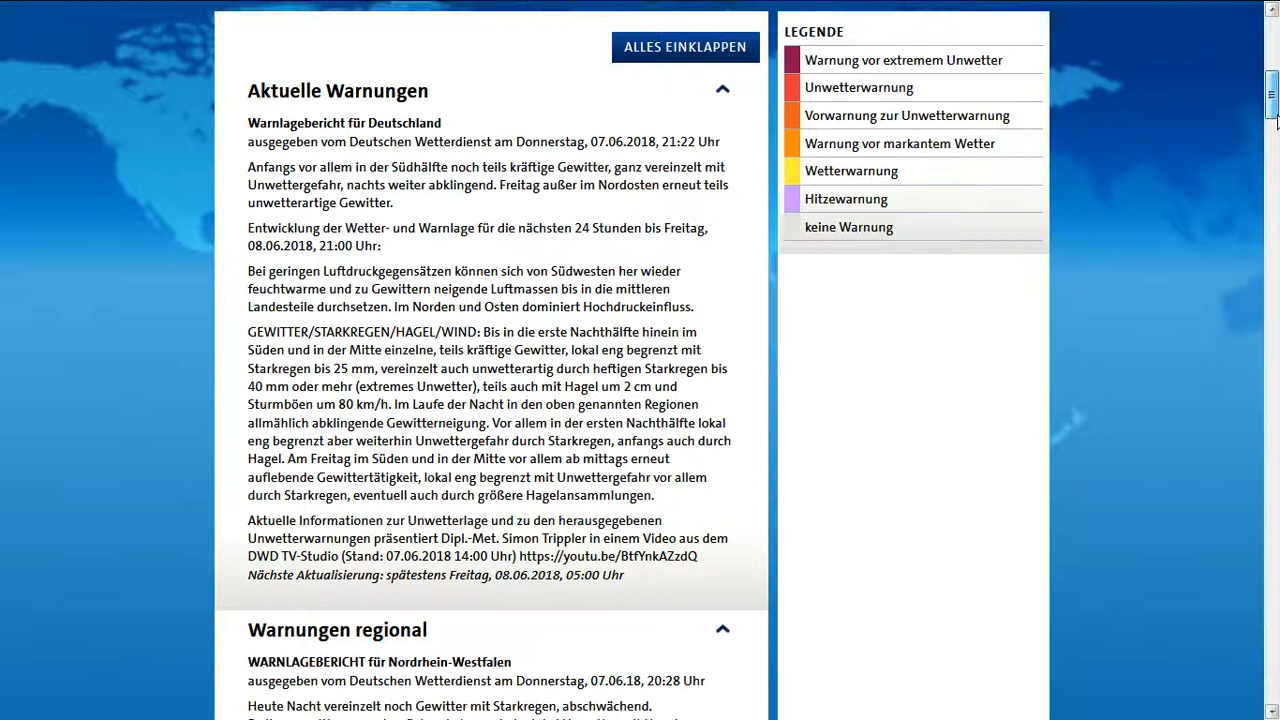 ALLES EINKLAPPEN
Aktuelle Warnungen
Warnlagebericht für Deutschland
ausgegeben vom Deutschen Wetterdienst am Donnerstag, 07.06.2018, 21:22 Uhr
Anfangs vor allem in der Südhälfte noch teils kräftige Gewitter, ganz vereinzelt mit
Unwettergefahr, nachts weiter abklingend. Freitag außer im Nordosten erneut teils
unwetterartige Gewitter.
Entwicklung der Wetter- und Warnlage für die nächsten 24 Stunden bis Freitag,
08.06.2018, 21:00 Uhr:
Bei geringen Luftdruckgegensätzen können sich von Südwesten her wieder
feuchtwarme und zu Gewittern neigende Luftmassen bis in die mittleren
Landesteile durchsetzen. Im Norden und Osten dominiert Hochdruckeinfluss.
GEWITTER/STARKREGEN/HAGEL/WIND: Bis in die erste Nachthälfte hinein im
Süden und in der Mitte einzelne, teils kräftige Gewitter, lokal eng begrenzt mit
Starkregen bis 25 mm, vereinzelt auch unwetterartig durch heftigen Starkregen bis
40 mm oder mehr (extremes Unwetter), teils auch mit Hagel um 2 cm und
Sturmböen um 80 km/h. Im Laufe der Nacht in den oben genannten Regionen
allmählich abklingende Gewitterneigung. Vor allem in der ersten Nachthälfte lokal
eng begrenzt aber weiterhin Unwettergefahr durch Starkregen, anfangs auch durch
Hagel. Am Freitag im Süden und in der Mitte vor allem ab mittags erneut
auflebende Gewittertätigkeit, lokal eng begrenzt mit Unwettergefahr vor allem
durch Starkregen, eventuell auch durch größere Hagelansammlungen.
Aktuelle Informationen zur Unwetterlage und zu den herausgegebenen
Unwetterwarnungen präsentiert Dipl.-Met. Simon Trippler in einem Video aus dem
DWD TV-Studio (Stand: 07.06.2018 14:00 Uhr) https://youtu.be/BtfYnkAZzdQ
Nächste Aktualisierung: spätestens Freitag, 08.06.2018, 05:00 Uhr
Warnungen regional
WARNLAGEBERICHT für Nordrhein-Westfalen
ausgegeben vom Deutschen Wetterdienst am Donnerstag, 07.06.18, 20:28 Uhr
Heute Nacht vereinzelt noch Gewitter mit Starkregen, abschwächend.
LEGENDE
Warnung vor extremem Unwetter
Unwetterwarnung
Vorwarnung zur Unwetterwarnung
Warnung vor markantem Wetter
Wetterwarnung
Hitzewarnung
keine Warnung